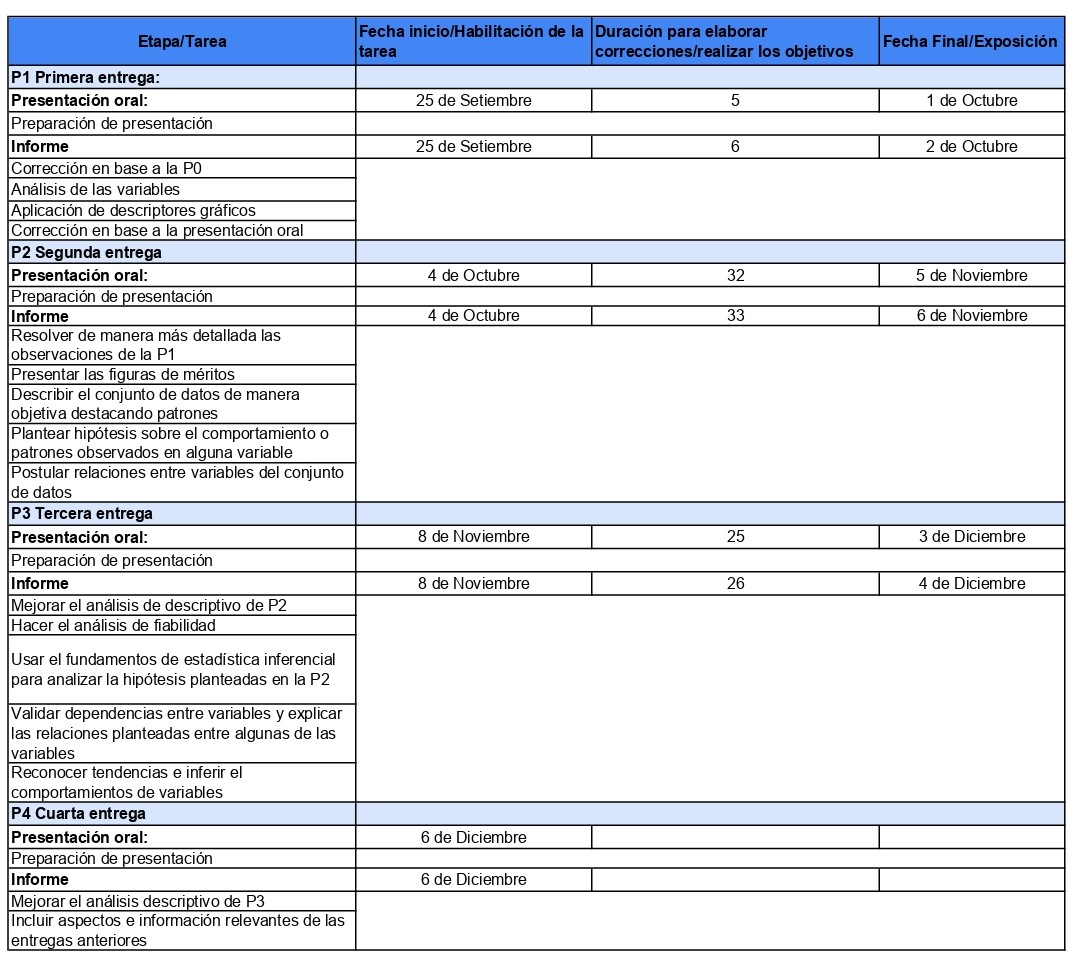 Etapa/Tarea
Fecha inicio/Habilitación de la
tarea
Duración para elaborar
correcciones/realizar los objetivos
Fecha Final/Exposición
P1 Primera entrega:
Presentación oral:
25 de Setiembre
5
1 de Octubre
Preparación de presentación
Informe
25 de Setiembre
6
2 de Octubre
Corrección en base a la P0
Análisis de las variables
Aplicación de descriptores gráficos
Corrección en base a la presentación oral
P2 Segunda entrega
Presentación oral:
4 de Octubre
32
5 de Noviembre
Preparación de presentación
Informe
4 de Octubre
33
6 de Noviembre
Resolver de manera más detallada las
observaciones de la P1
Presentar las figuras de méritos
Describir el conjunto de datos de manera
objetiva destacando patrones
Plantear hipótesis sobre el comportamiento o
patrones observados en alguna variable
Postular relaciones entre variables del conjunto
de datos
P3 Tercera entrega
Presentación oral:
8 de Noviembre
25
3 de Diciembre
Preparación de presentación
Informe
8 de Noviembre
26
4 de Diciembre
Mejorar el análisis de descriptivo de P2
Hacer el análisis de fiabilidad
Usar el fundamentos de estadística inferencial
para analizar la hipótesis planteadas en la P2
Validar dependencias entre variables y explicar
las relaciones planteadas entre algunas de las
variables
Reconocer tendencias e inferir el
comportamientos de variables
P4 Cuarta entrega
Presentación oral:
6 de Diciembre
Preparación de presentación
Informe
6 de Diciembre
Mejorar el análisis descriptivo de P3
Incluir aspectos e información relevantes de las
entregas anteriores